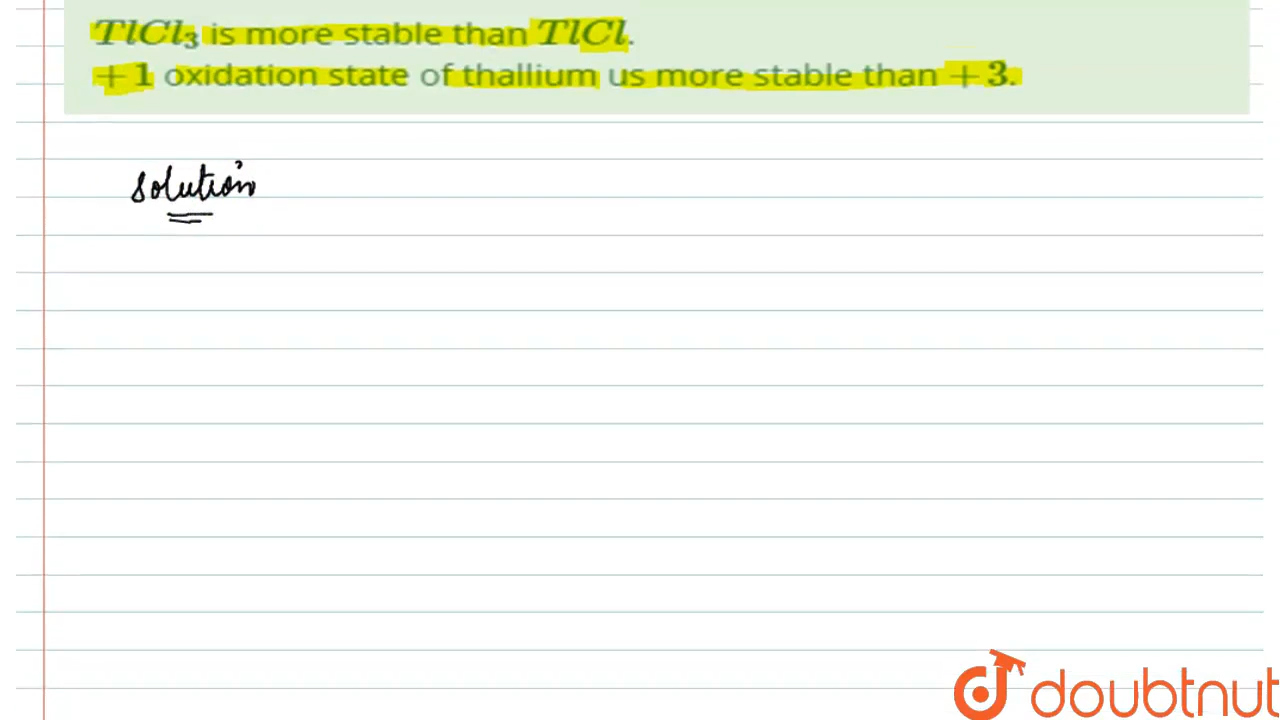 TlCl₃ is more stable than TlCl.
+1 oxidation state of thallium us more stable than +3.
Solution
doubtnut